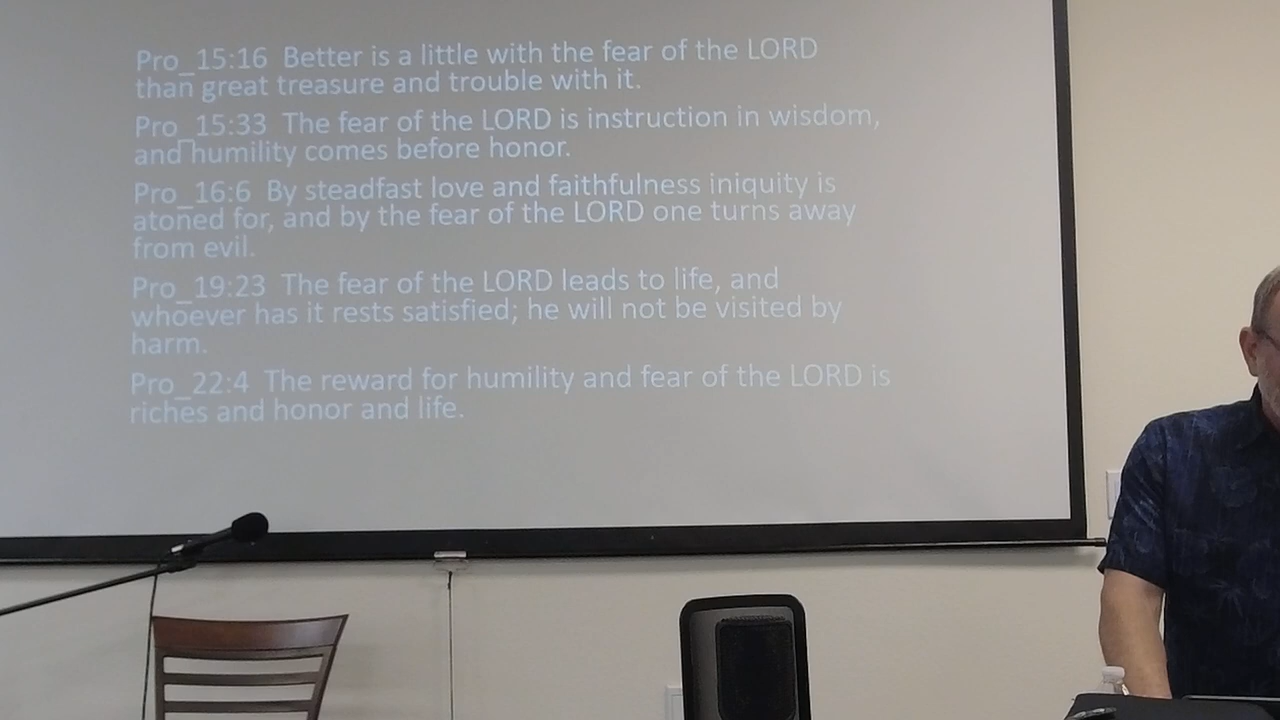 Pro_15:16 Better is a little with the fear of the LORD
than great treasure and trouble with it.
Pro_15:33 The fear of the LORD is instruction in wisdom,
and humility comes before honor.
Pro_16:6 By steadfast love and faithfulness iniquity is
atoned for, and by the fear of the LORD one turns away
from evil.
Pro_19:23 The fear of the LORD leads to life, and
whoever has it rests satisfied; he will not be visited by
harm.
Pro_22:4 The reward for humility and fear of the LORD is
riches and honor and life.